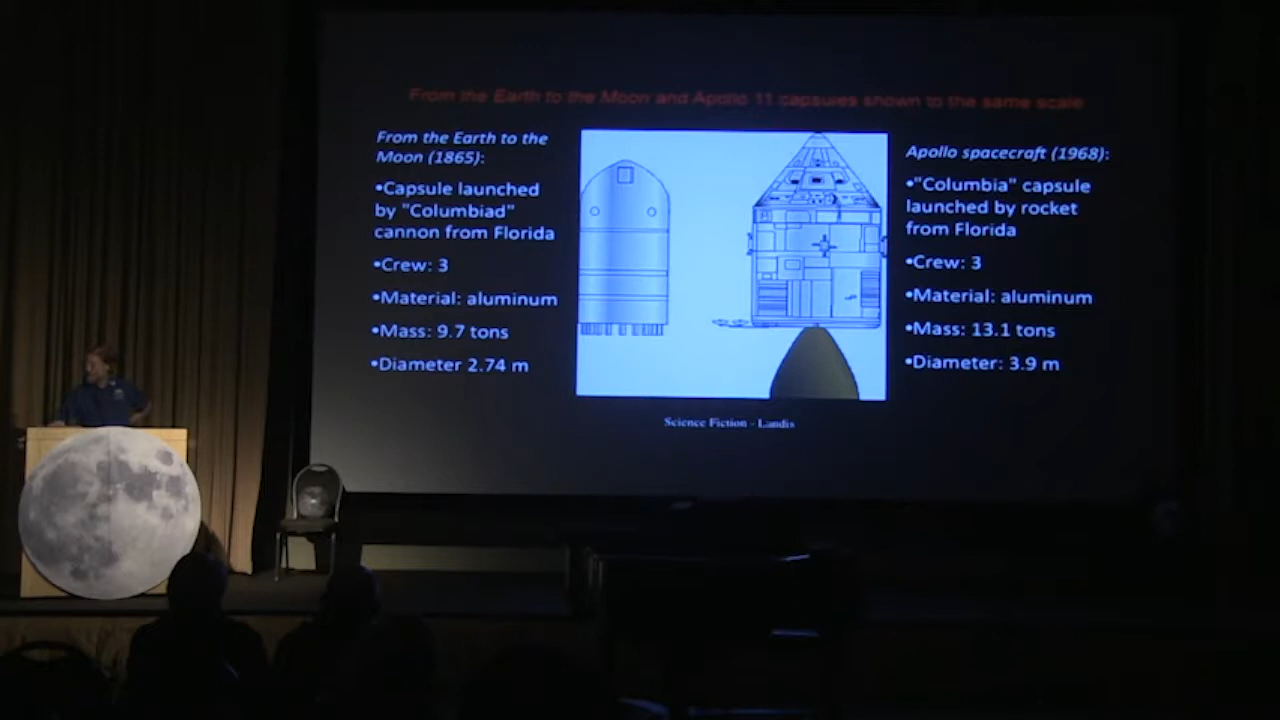 From the Earth to the Moon and Apollo 11 capsules shown to the same scale
From the Earth to the
Moon (1865):
•Capsule launched
by "Columbiad"
cannon from Florida
•Crew: 3
•Material: aluminum
•Mass: 9.7 tons
•Diameter 2.74 m
Apollo spacecraft (1968):
•"Columbia" capsule
launched by rocket
from Florida
•Crew: 3
•Material: aluminum
•Mass: 13.1 tons
•Diameter: 3.9 m
Science Fiction - Landis